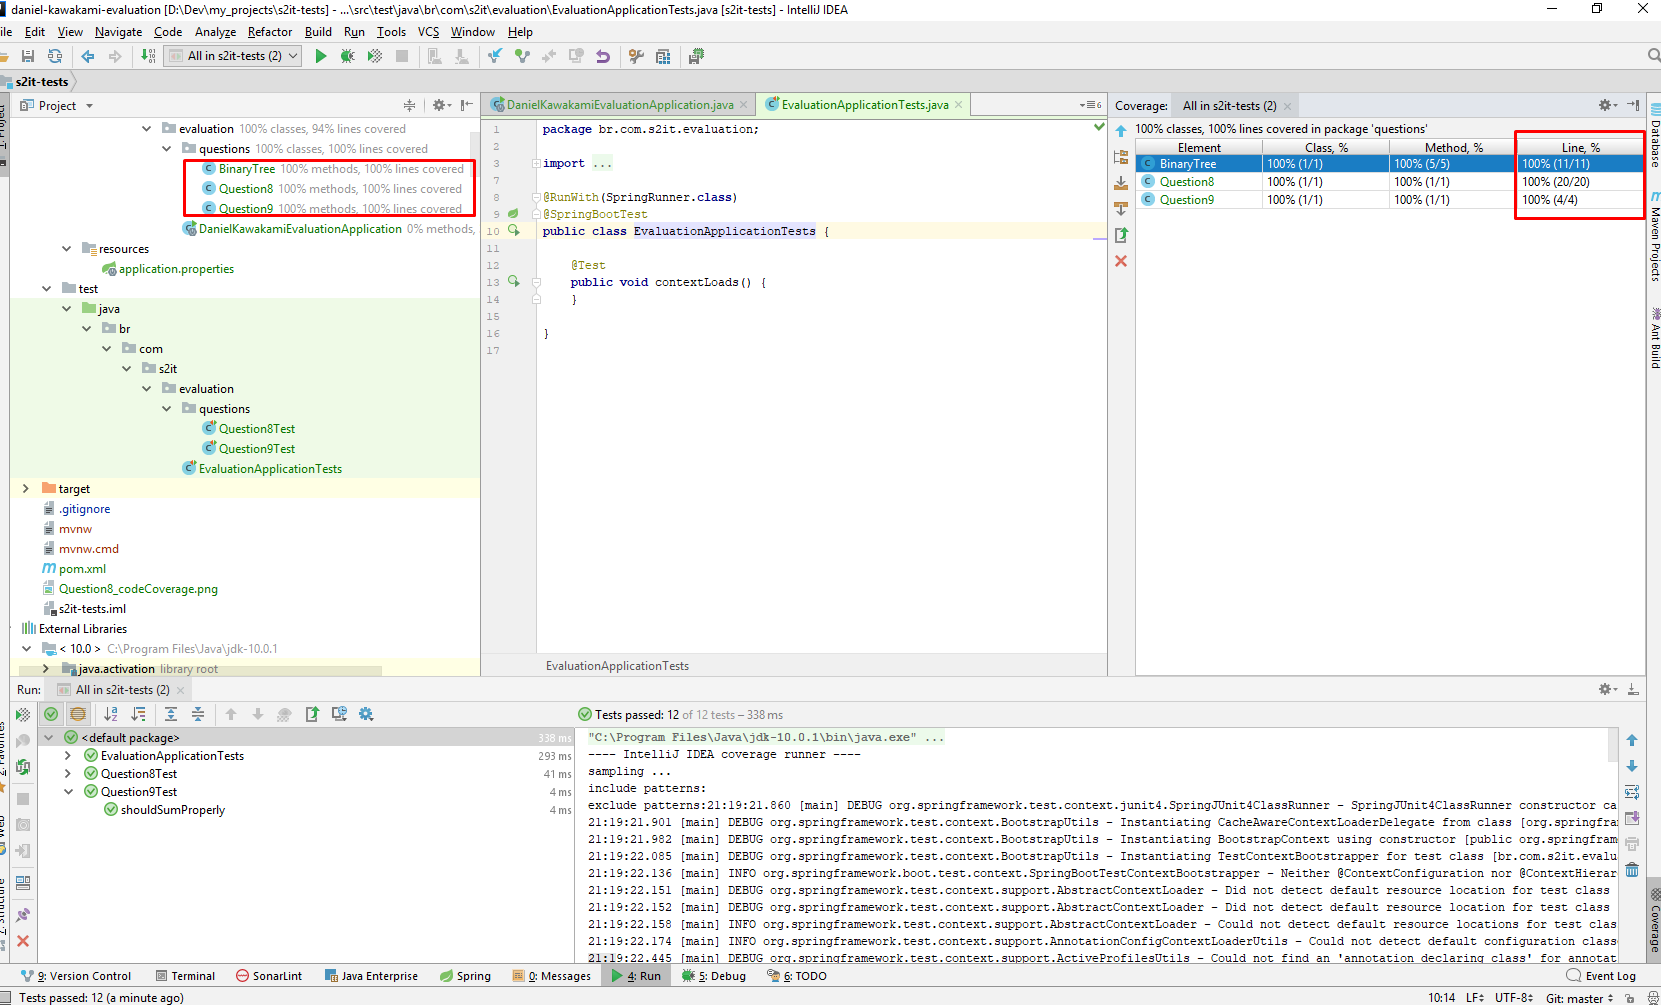 daniel-kawakami-evaluation [D:\Dev\my_projects\s2it-tests] - ...\src\test\java\br\com\s2it\evaluation\EvaluationApplicationTests.java [s2it-tests] - IntelliJ IDEA
ile Edit View Navigate Code Analyze Refactor Build Run Tools VCS Window Help
All in s2it-tests (2)
s2it-tests
Project
evaluation 100% classes, 94% lines covered
questions 100% classes, 100% lines covered
BinaryTree 100% methods, 100% lines covered
Question8 100% methods, 100% lines covered
Question9 100% methods, 100% lines covered
DanielKawakamiEvaluationApplication 0% methods,
resources
application.properties
test
java
br
com
s2it
evaluation
questions
Question8Test
Question9Test
EvaluationApplicationTests
target
.gitignore
mvnw
mvnw.cmd
pom.xml
Question8_codeCoverage.png
s2it-tests.iml
External Libraries
< 10.0 > C:\Program Files\Java\jdk-10.0.1
java.activation library root
DanielKawakamiEvaluationApplication.java
EvaluationApplicationTests.java
6
1 package br.com.s2it.evaluation;
2
3 import ...
7
8 @RunWith(SpringRunner.class)
9 @SpringBootTest
10 public class EvaluationApplicationTests {
11
12 @Test
13 public void contextLoads() {
14 }
15
16 }
17
EvaluationApplicationTests
Coverage: All in s2it-tests (2)
100% classes, 100% lines covered in package 'questions'
Element Class, % Method, % Line, %
BinaryTree 100% (1/1) 100% (5/5) 100% (11/11)
Question8 100% (1/1) 100% (1/1) 100% (20/20)
Question9 100% (1/1) 100% (1/1) 100% (4/4)
Database
Maven Projects
Ant Build
Coverage
1: Project
2: Favorites
Web
Z: Structure
Run: All in s2it-tests (2)
Tests passed: 12 of 12 tests – 338 ms
<default package> 338 ms
EvaluationApplicationTests 293 ms
Question8Test 41 ms
Question9Test 4 ms
shouldSumProperly 4 ms
"C:\Program Files\Java\jdk-10.0.1\bin\java.exe" ...
---- IntelliJ IDEA coverage runner ----
sampling ...
include patterns:
exclude patterns:21:19:21.860 [main] DEBUG org.springframework.test.context.junit4.SpringJUnit4ClassRunner - SpringJUnit4ClassRunner constructor ca
21:19:21.901 [main] DEBUG org.springframework.test.context.BootstrapUtils - Instantiating CacheAwareContextLoaderDelegate from class [org.springfra
21:19:21.982 [main] DEBUG org.springframework.test.context.BootstrapUtils - Instantiating BootstrapContext using constructor [public org.springfram
21:19:22.085 [main] DEBUG org.springframework.test.context.BootstrapUtils - Instantiating TestContextBootstrapper for test class [br.com.s2it.evalu
21:19:22.136 [main] INFO org.springframework.boot.test.context.SpringBootTestContextBootstrapper - Neither @ContextConfiguration nor @ContextHierar
21:19:22.151 [main] DEBUG org.springframework.test.context.support.AbstractContextLoader - Did not detect default resource location for test class
21:19:22.152 [main] DEBUG org.springframework.test.context.support.AbstractContextLoader - Did not detect default resource location for test class
21:19:22.158 [main] INFO org.springframework.test.context.support.AbstractContextLoader - Could not detect default resource locations for test clas
21:19:22.174 [main] INFO org.springframework.test.context.support.AnnotationConfigContextLoaderUtils - Could not detect default configuration class
21:19:22.445 [main] DEBUG org.springframework.test.context.support.ActiveProfilesUtils - Could not find an 'annotation declaring class' for annotat
9: Version Control Terminal SonarLint Java Enterprise Spring 0: Messages 4: Run 5: Debug 6: TODO Event Log
Tests passed: 12 (a minute ago) 10:14 LF UTF-8 Git: master